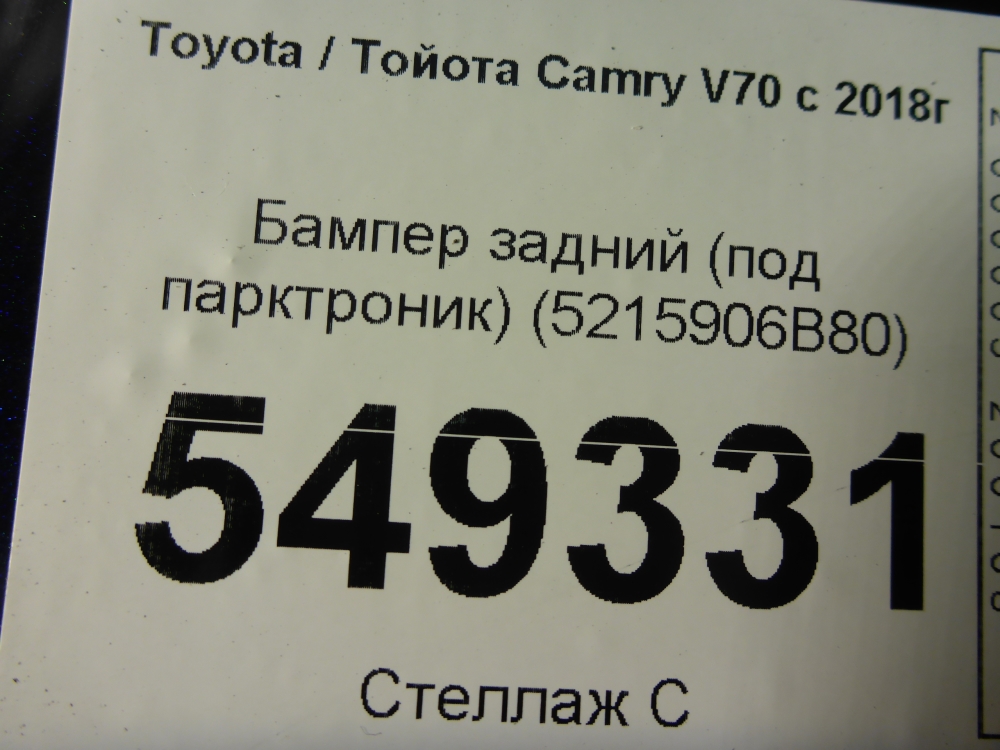 Toyota / Тойота Camry V70 с 2018г
Бампер задний (под
парктроник) (5215906B80)
549331
Стеллаж С